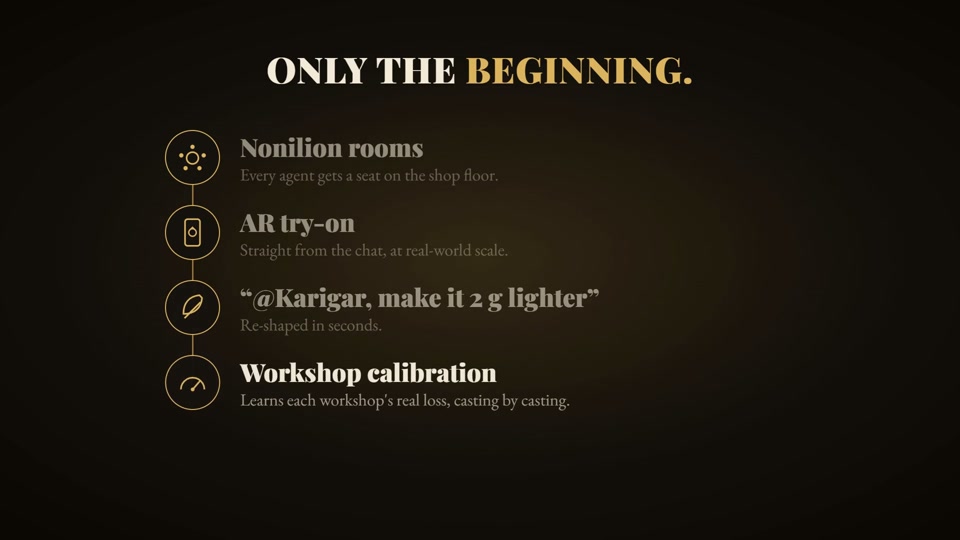 ONLY THE BEGINNING.
Nonilion rooms
Every agent gets a seat on the shop floor.
AR try-on
Straight from the chat, at real-world scale.
“@Karigar, make it 2 g lighter”
Re-shaped in seconds.
Workshop calibration
Learns each workshop's real loss, casting by casting.